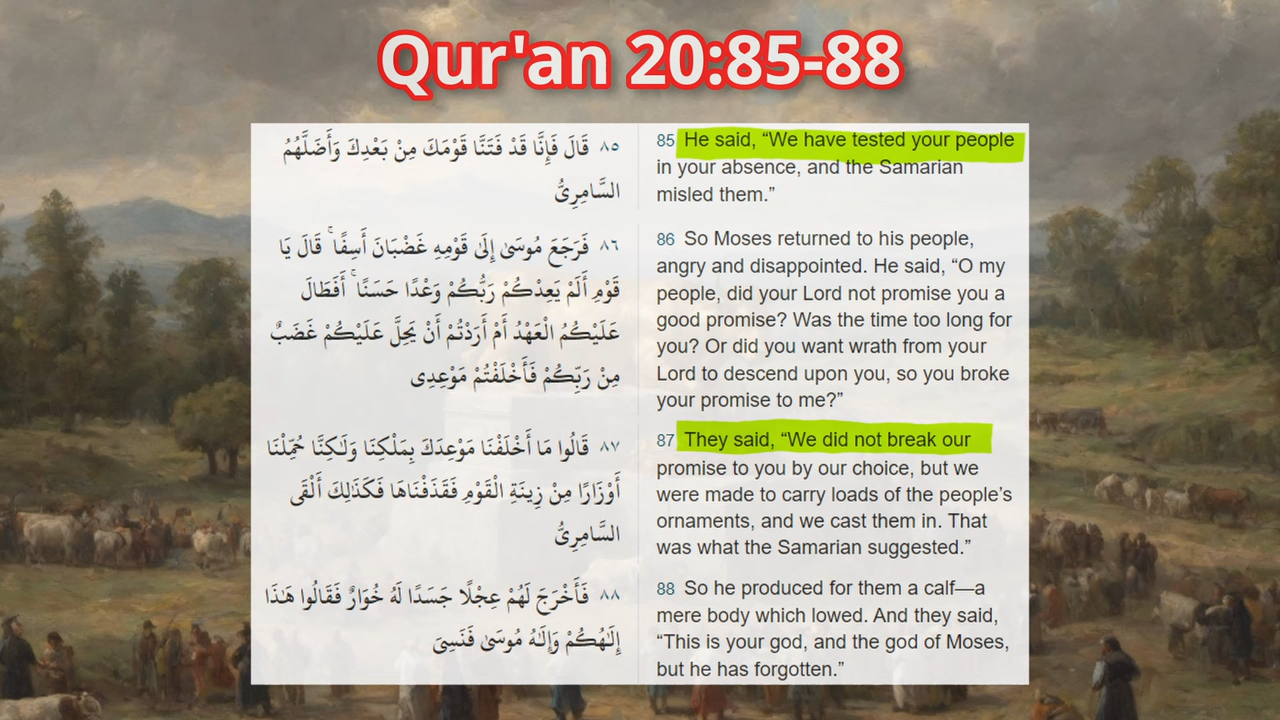 Qur'an 20:85-88
٨٥ قَالَ فَإِنَّا قَدْ فَتَنَّا قَوْمَكَ مِنْ بَعْدِكَ وَأَضَلَّهُمُ
السَّامِرِىُّ
85 He said, “We have tested your people
in your absence, and the Samarian
misled them.”
٨٦ فَرَجَعَ مُوسَىٰ إِلَىٰ قَوْمِهِ غَضْبَانَ أَسِفًا ۚ قَالَ يَا
قَوْمِ أَلَمْ يَعِدْكُمْ رَبُّكُمْ وَعْدًا حَسَنًا ۚ أَفَطَالَ
عَلَيْكُمُ الْعَهْدُ أَمْ أَرَدْتُمْ أَنْ يَحِلَّ عَلَيْكُمْ غَضَبٌ
مِنْ رَبِّكُمْ فَأَخْلَفْتُمْ مَوْعِدِى
86 So Moses returned to his people,
angry and disappointed. He said, “O my
people, did your Lord not promise you a
good promise? Was the time too long for
you? Or did you want wrath from your
Lord to descend upon you, so you broke
your promise to me?”
٨٧ قَالُوا مَا أَخْلَفْنَا مَوْعِدَكَ بِمَلْكِنَا وَلَٰكِنَّا حُمِّلْنَا
أَوْزَارًا مِنْ زِينَةِ الْقَوْمِ فَقَذَفْنَاهَا فَكَذَٰلِكَ أَلْقَى
السَّامِرِىُّ
87 They said, “We did not break our
promise to you by our choice, but we
were made to carry loads of the people’s
ornaments, and we cast them in. That
was what the Samarian suggested.”
٨٨ فَأَخْرَجَ لَهُمْ عِجْلًا جَسَدًا لَهُ خُوَارٌ فَقَالُوا هَٰذَا
إِلَٰهُكُمْ وَإِلَٰهُ مُوسَىٰ فَنَسِىَ
88 So he produced for them a calf—a
mere body which lowed. And they said,
“This is your god, and the god of Moses,
but he has forgotten.”